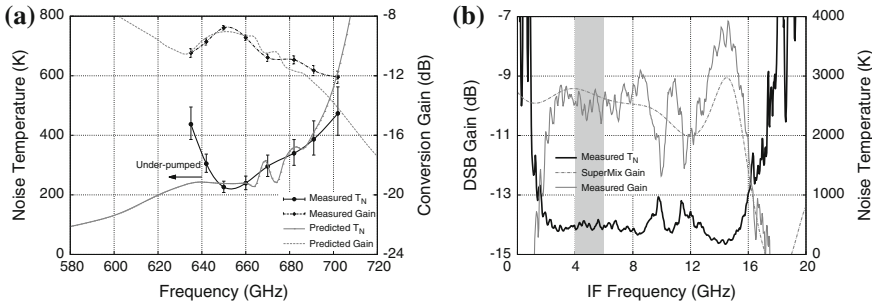 (a)
800
600
400
200
0
Noise Temperature (K)
-8
-12
-16
-20
-24
Conversion Gain (dB)
Under-pumped
Measured TN
Measured Gain
Predicted TN
Predicted Gain
580 600 620 640 660 680 700 720
Frequency (GHz)
(b)
-7
-9
-11
-13
-15
DSB Gain (dB)
4000
3000
2000
1000
0
Noise Temperature (K)
Measured TN
SuperMix Gain
Measured Gain
0 4 8 12 16 20
IF Frequency (GHz)